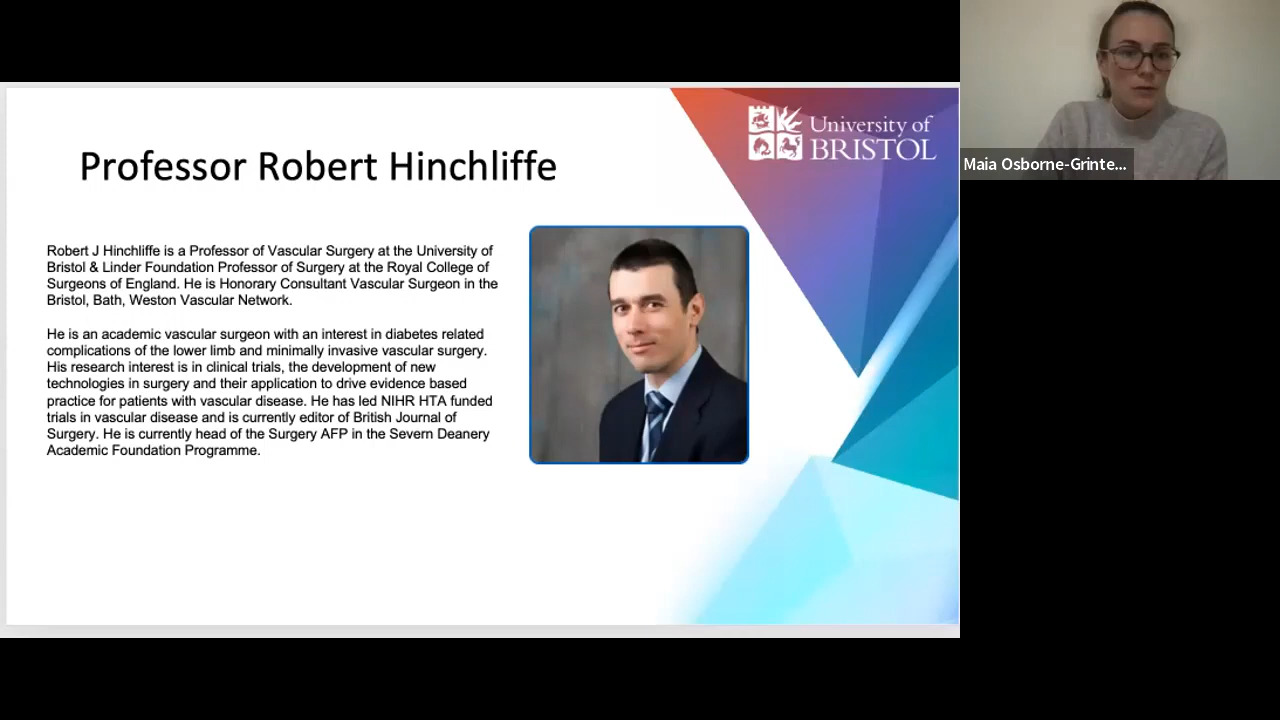 University of
BRISTOL
Professor Robert Hinchliffe
Robert J Hinchliffe is a Professor of Vascular Surgery at the University of
Bristol & Linder Foundation Professor of Surgery at the Royal College of
Surgeons of England. He is Honorary Consultant Vascular Surgeon in the
Bristol, Bath, Weston Vascular Network.
He is an academic vascular surgeon with an interest in diabetes related
complications of the lower limb and minimally invasive vascular surgery.
His research interest is in clinical trials, the development of new
technologies in surgery and their application to drive evidence based
practice for patients with vascular disease. He has led NIHR HTA funded
trials in vascular disease and is currently editor of British Journal of
Surgery. He is currently head of the Surgery AFP in the Severn Deanery
Academic Foundation Programme.
Maia Osborne-Grinte...